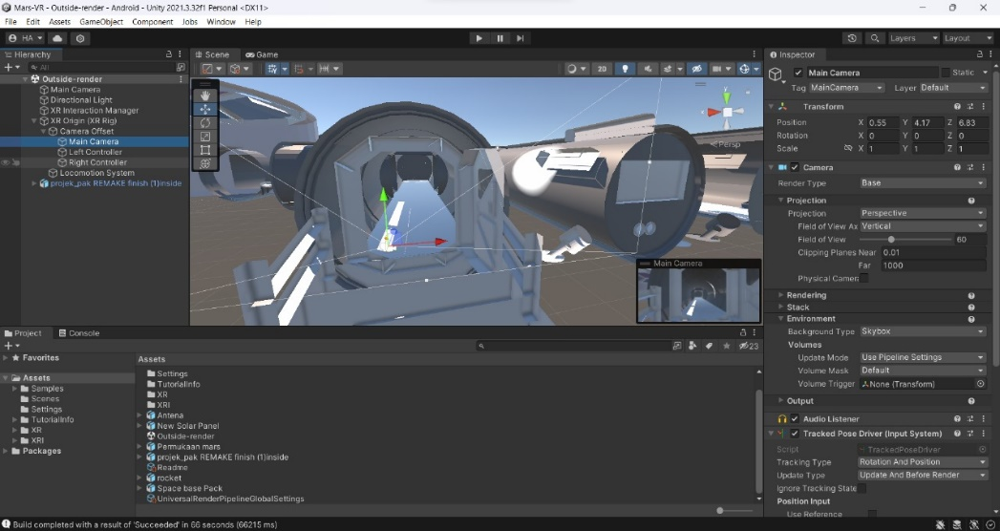 Mars-VR - Outside-render - Android - Unity 2021.3.32f1 Personal <DX11>
File Edit Assets GameObject Component Jobs Window Help
HA Layers Layout
Hierarchy
All
Outside-render
Main Camera
Directional Light
XR Interaction Manager
XR Origin (XR Rig)
Camera Offset
Main Camera
Left Controller
Right Controller
Locomotion System
projek_pak REMAKE finish (1)inside
Scene Game
2D
y
Persp
Main Camera
Inspector
Main Camera Static
Tag MainCamera Layer Default
Transform
Position X 0.55 Y 4.17 Z 6.83
Rotation X 0 Y 0 Z 0
Scale X 1 Y 1 Z 1
Camera
Render Type Base
Projection
Projection Perspective
Field of View Ax Vertical
Field of View 60
Clipping Planes Near 0.01
Far 1000
Physical Camera
Rendering
Stack
Environment
Background Type Skybox
Volumes
Update Mode Use Pipeline Settings
Volume Mask Default
Volume Trigger None (Transform)
Output
Audio Listener
Tracked Pose Driver (Input System)
Script TrackedPoseDriver
Tracking Type Rotation And Position
Update Type Update And Before Render
Ignore Tracking State
Position Input
Use Reference
Project Console
23
Favorites
Assets
Samples
Scenes
Settings
TutorialInfo
XR
XRI
Packages
Assets
Settings
TutorialInfo
XR
XRI
Antena
New Solar Panel
Outside-render
Permukaan mars
projek_pak REMAKE finish (1)inside
Readme
rocket
Space base Pack
UniversalRenderPipelineGlobalSettings
Build completed with a result of 'Succeeded' in 66 seconds (66215 ms)